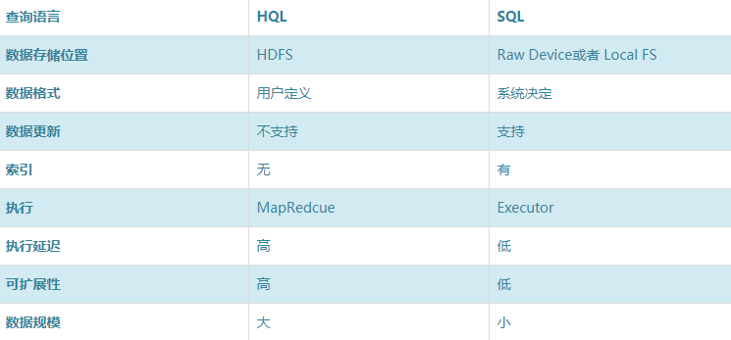 查询语言 HQL SQL
数据存储位置 HDFS Raw Device或者 Local FS
数据格式 用户定义 系统决定
数据更新 不支持 支持
索引 无 有
执行 MapRedcue Executor
执行延迟 高 低
可扩展性 高 低
数据规模 大 小